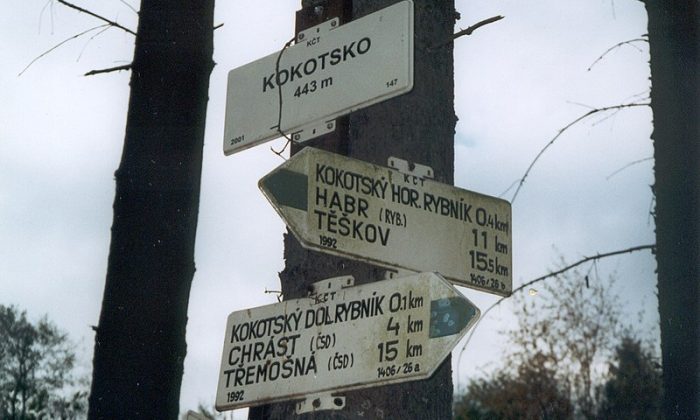 KČT
KOKOTSKO
443 m
2001 147
KČT
KOKOTSKÝ HOR. RYBNÍK 0.4 km
HABR (RYB.) 11 km
TĚŠKOV 15.5 km
1992 1406/26 b
KČT
KOKOTSKÝ DOL. RYBNÍK 0.1 km
CHRÁST (ČSD) 4 km
TŘEMOŠNÁ (ČSD) 15 km
1992 1406/26 a